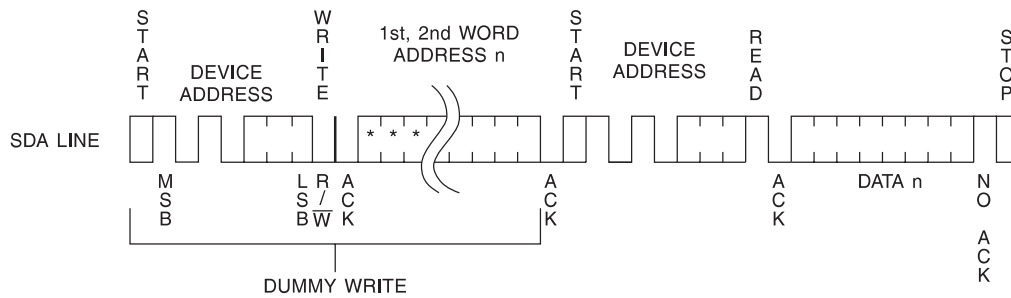 START
WRITE
START
READ
STOP
1st, 2nd WORD
ADDRESS n
DEVICE
ADDRESS
DEVICE
ADDRESS
SDA LINE
* * *
MSB
LSB
R/W
ACK
ACK
ACK
DATA n
NO ACK
DUMMY WRITE